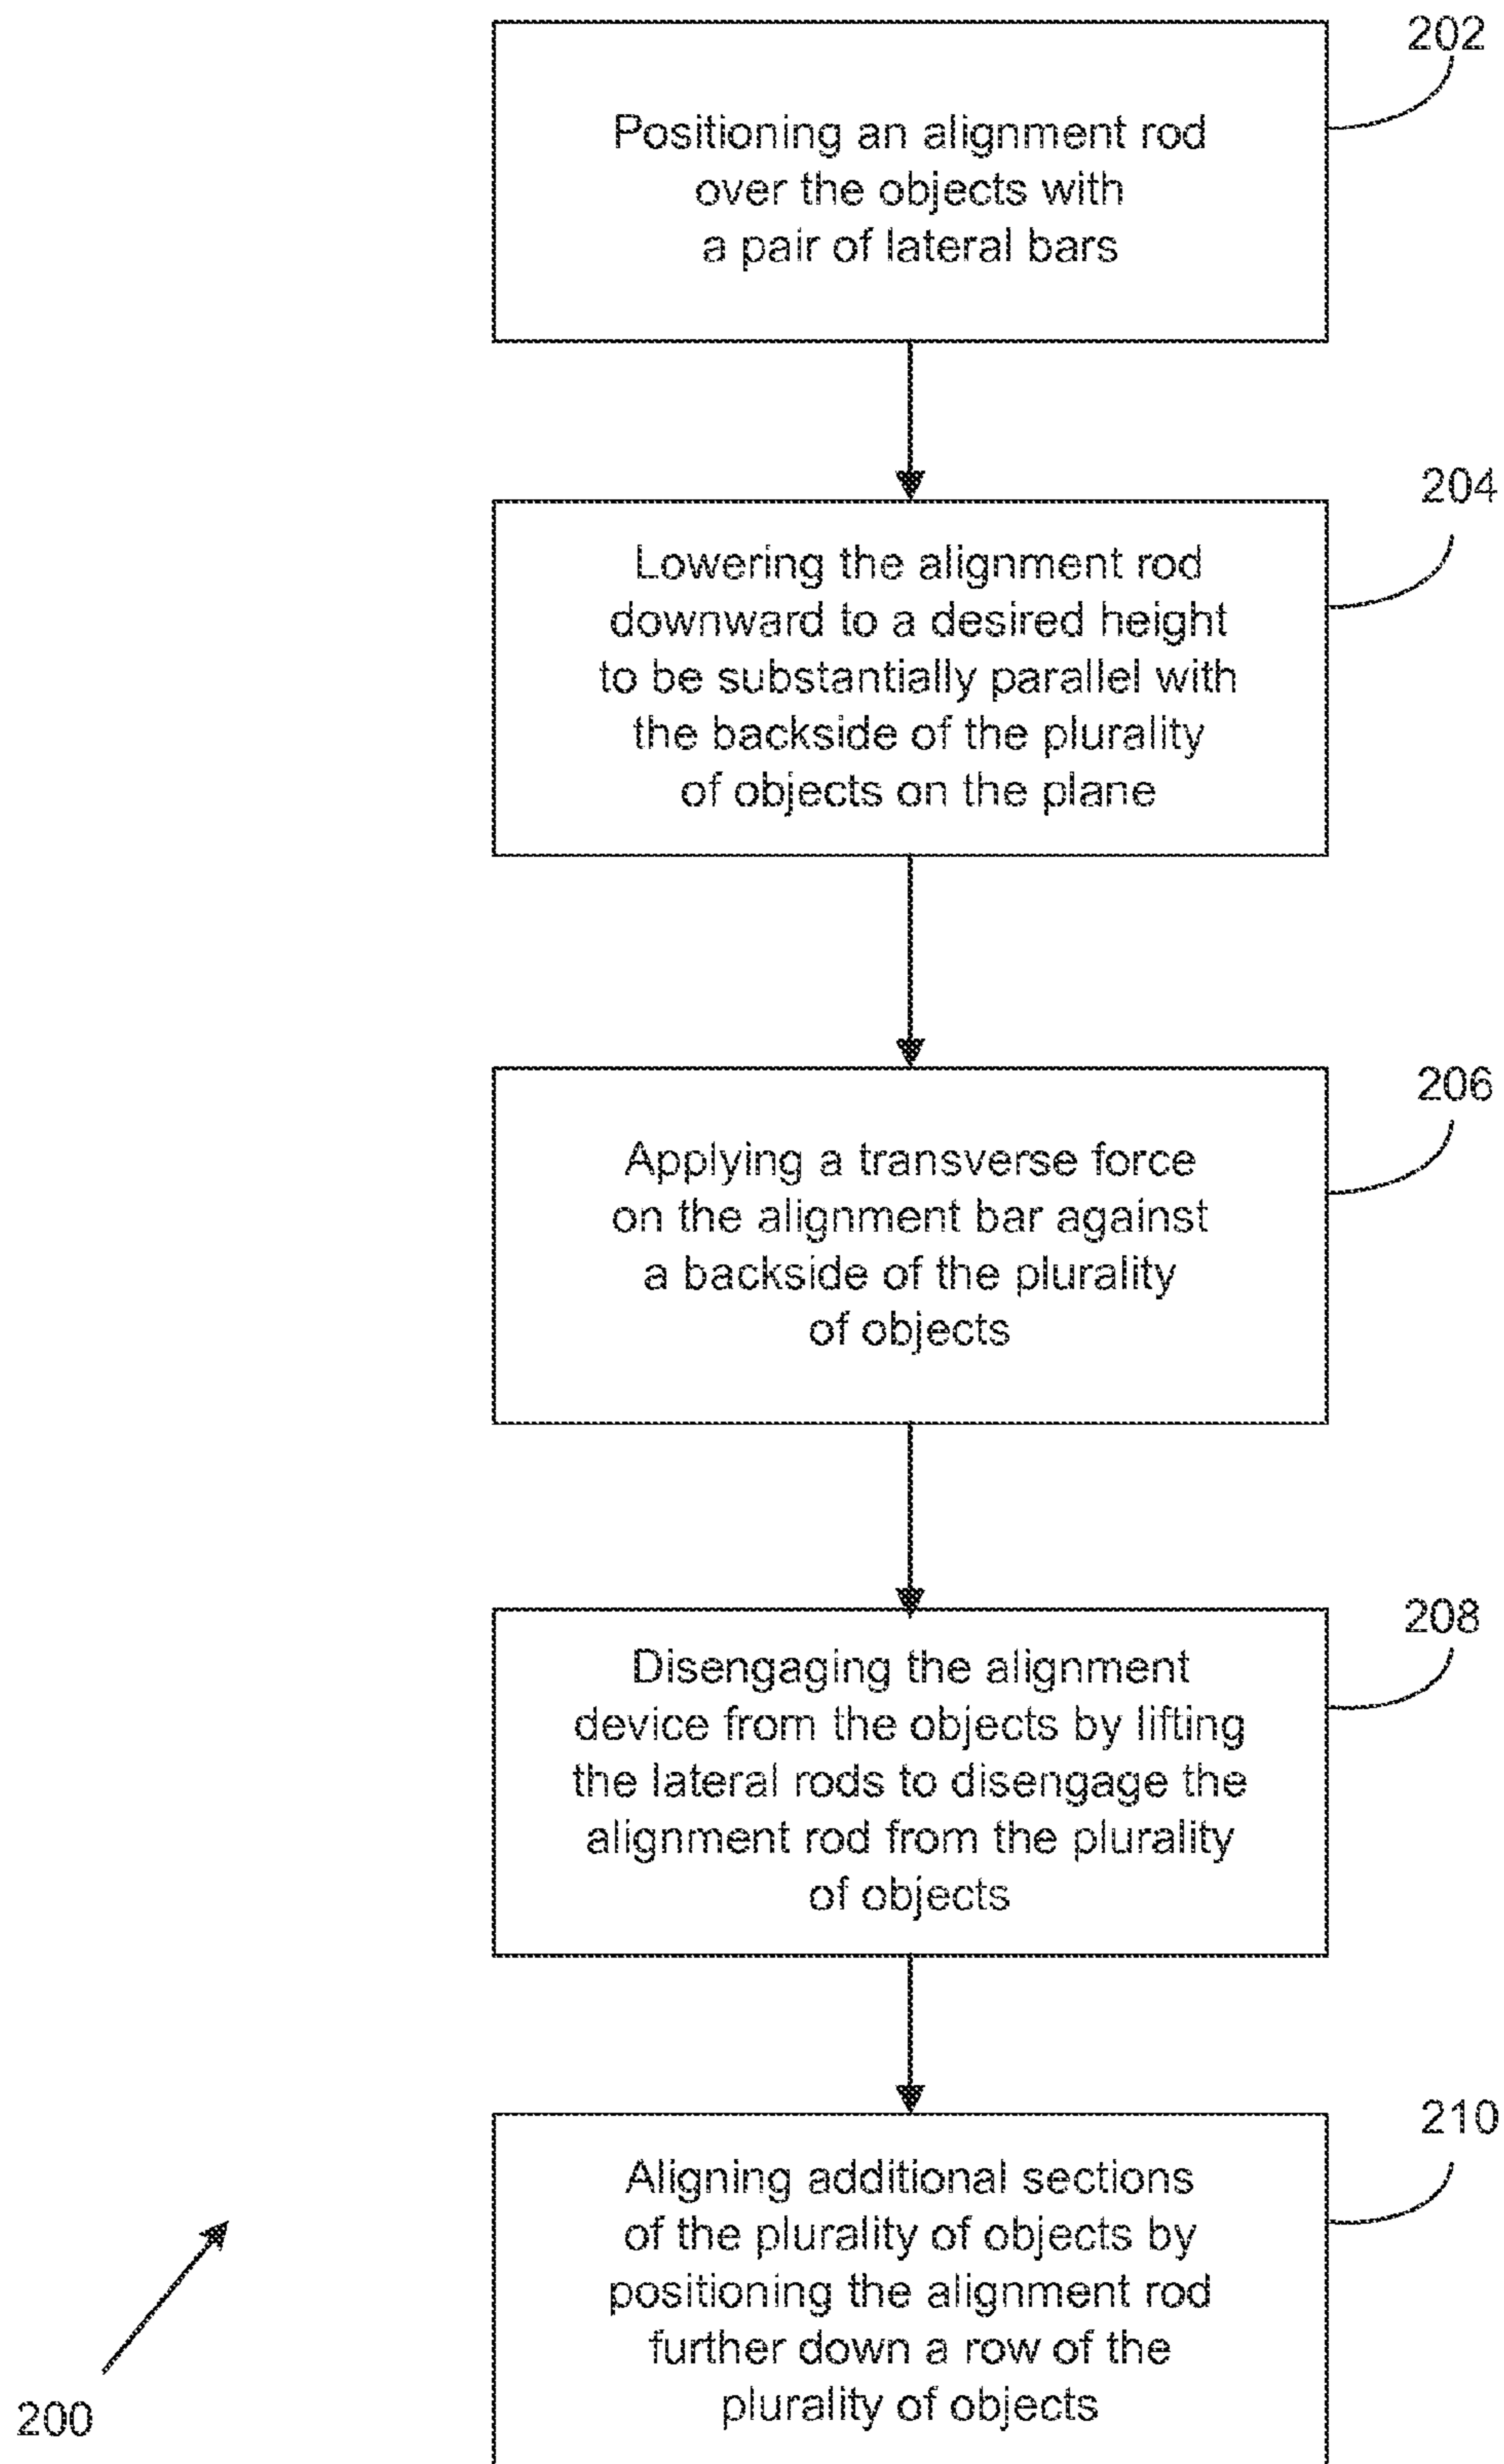 202
Positioning an alignment rod
over the objects with
a pair of lateral bars
204
Lowering the alignment rod
downward to a desired height
to be substantially parallel with
the backside of the plurality
of objects on the plane
206
Applying a transverse force
on the alignment bar against
a backside of the plurality
of objects
208
Disengaging the alignment
device from the objects by lifting
the lateral rods to disengage the
alignment rod from the plurality
of objects
210
Aligning additional sections
of the plurality of objects by
positioning the alignment rod
further down a row of the
plurality of objects
200